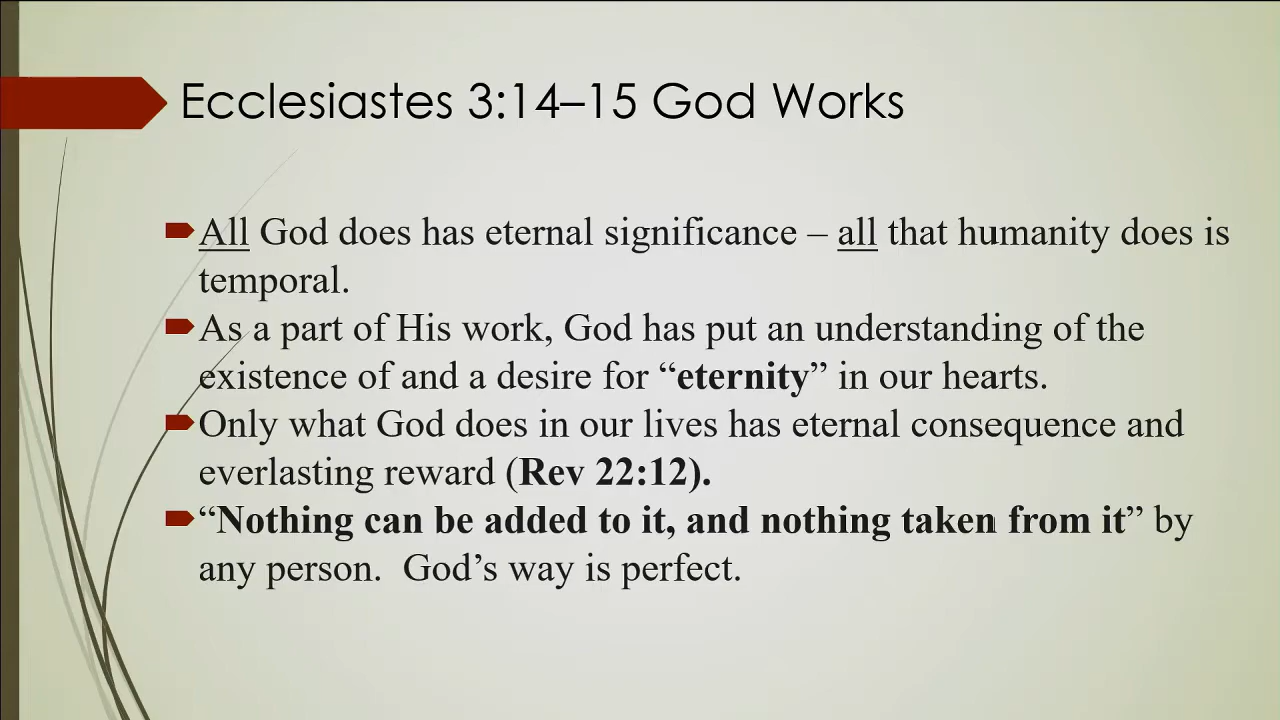 Ecclesiastes 3:14–15 God Works
All God does has eternal significance – all that humanity does is
temporal.
As a part of His work, God has put an understanding of the
existence of and a desire for “eternity” in our hearts.
Only what God does in our lives has eternal consequence and
everlasting reward (Rev 22:12).
“Nothing can be added to it, and nothing taken from it” by
any person.  God’s way is perfect.